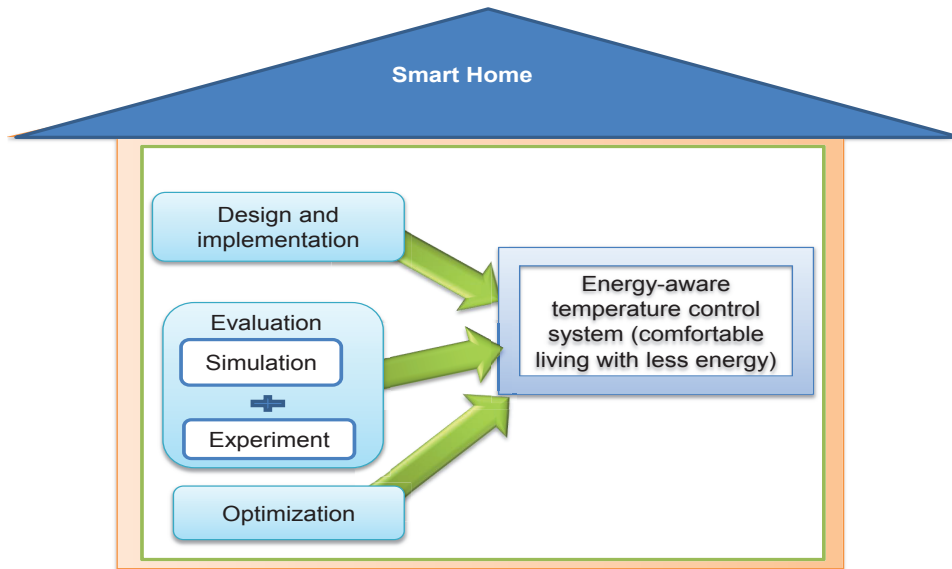 Smart Home
Design and
implementation
Evaluation
Simulation
Experiment
Optimization
Energy-aware
temperature control
system (comfortable
living with less energy)